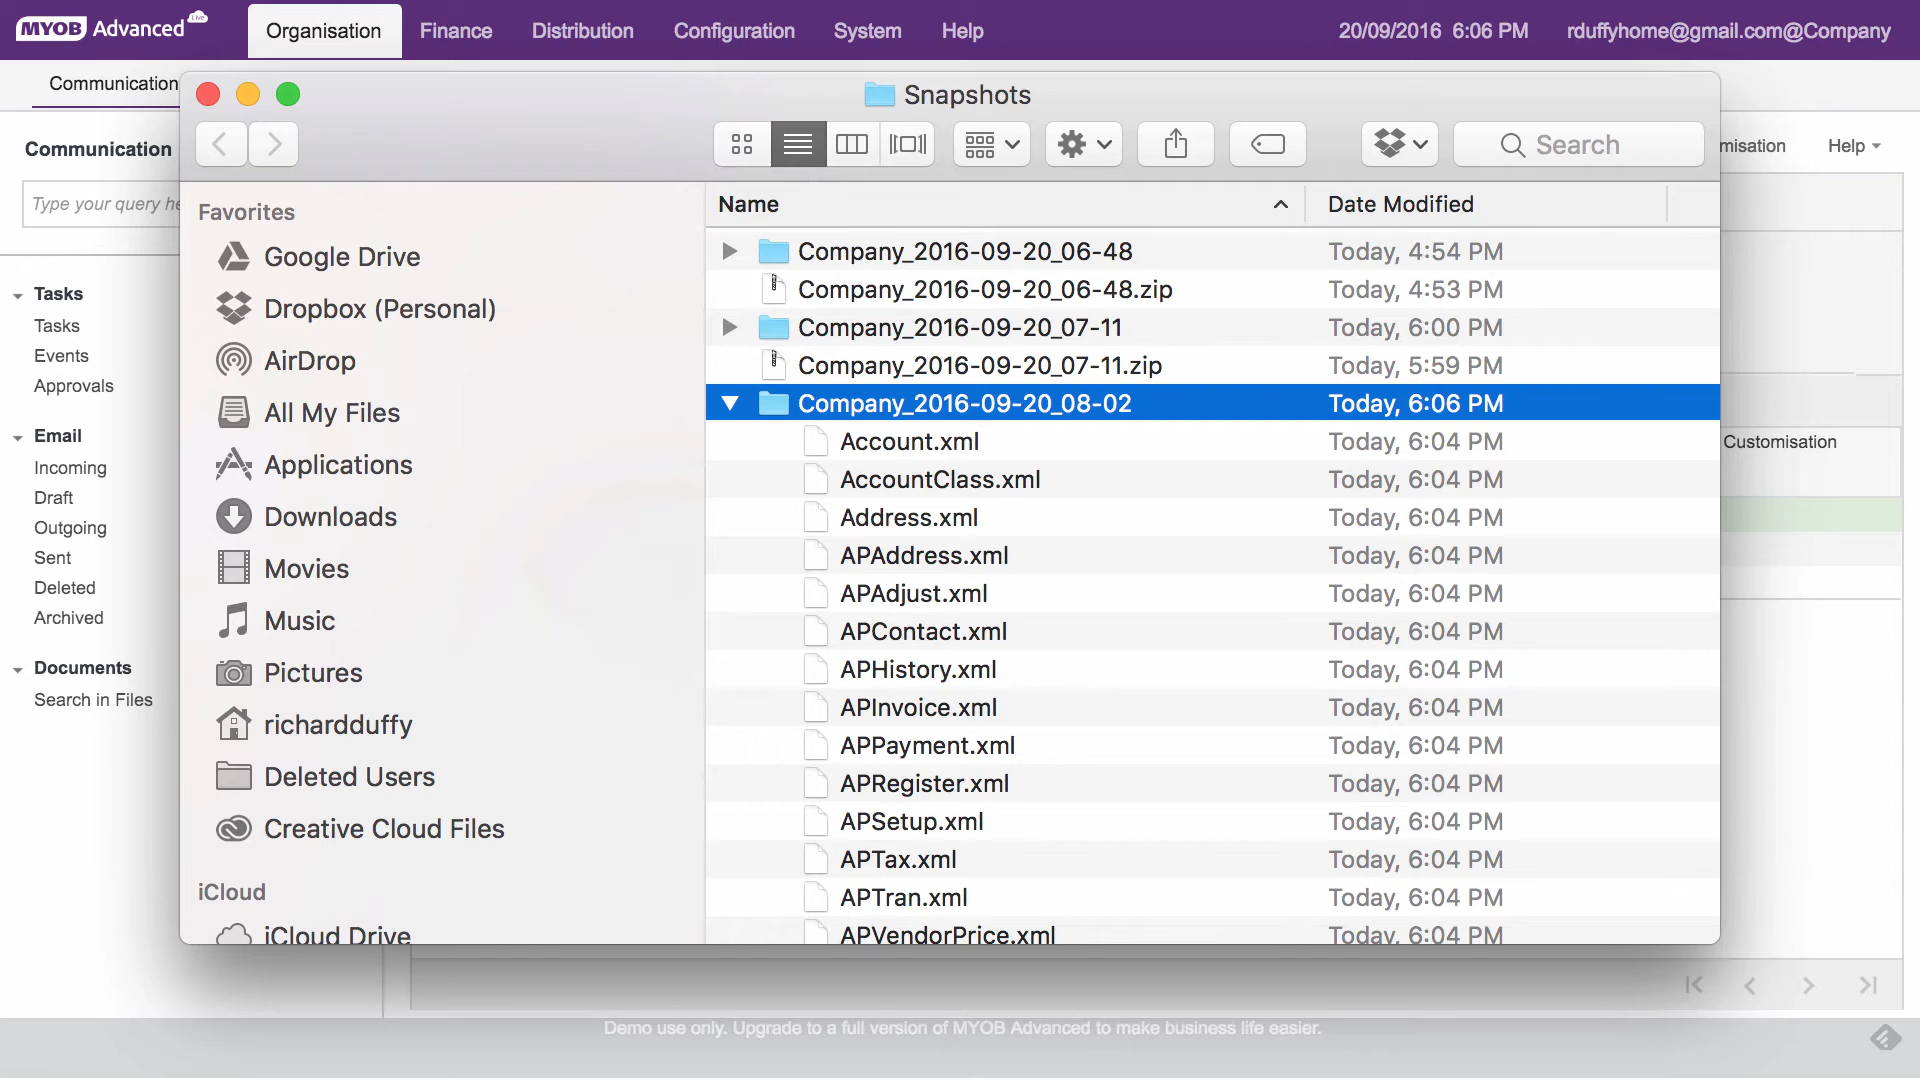 MYOB Advanced Live
Organisation Finance Distribution Configuration System Help 20/09/2016 6:06 PM rduffyhome@gmail.com@Company
Communication
Snapshots
Communication
Search
misation Help
Type your query he
Favorites
Google Drive
Dropbox (Personal)
AirDrop
All My Files
Applications
Downloads
Movies
Music
Pictures
richardduffy
Deleted Users
Creative Cloud Files
iCloud
iCloud Drive
Name Date Modified
Company_2016-09-20_06-48 Today, 4:54 PM
Company_2016-09-20_06-48.zip Today, 4:53 PM
Company_2016-09-20_07-11 Today, 6:00 PM
Company_2016-09-20_07-11.zip Today, 5:59 PM
Company_2016-09-20_08-02 Today, 6:06 PM
Account.xml Today, 6:04 PM
AccountClass.xml Today, 6:04 PM
Address.xml Today, 6:04 PM
APAddress.xml Today, 6:04 PM
APAdjust.xml Today, 6:04 PM
APContact.xml Today, 6:04 PM
APHistory.xml Today, 6:04 PM
APInvoice.xml Today, 6:04 PM
APPayment.xml Today, 6:04 PM
APRegister.xml Today, 6:04 PM
APSetup.xml Today, 6:04 PM
APTax.xml Today, 6:04 PM
APTran.xml Today, 6:04 PM
APVendorPrice.xml Today, 6:04 PM
Tasks
Tasks
Events
Approvals
Email
Incoming
Draft
Outgoing
Sent
Deleted
Archived
Documents
Search in Files
Customisation
Demo use only. Upgrade to a full version of MYOB Advanced to make business life easier.